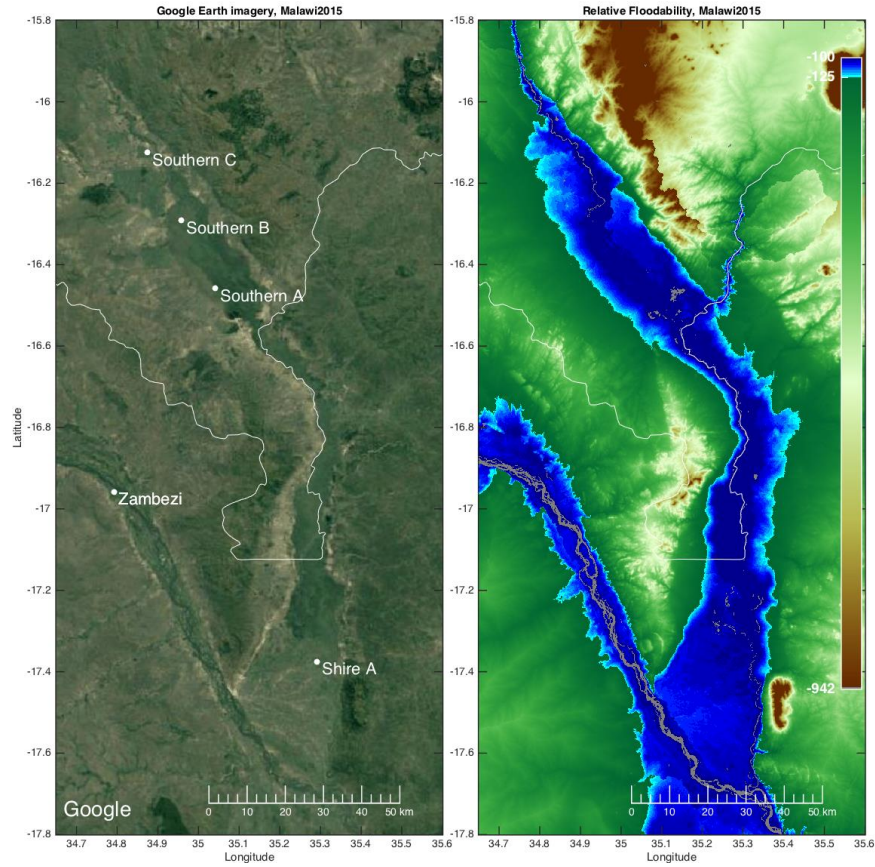 Google Earth imagery, Malawi2015
-15.8
-16
-16.2
-16.4
-16.6
-16.8
-17
-17.2
-17.4
-17.6
-17.8
Latitude
Southern C
Southern B
Southern A
Zambezi
Shire A
Google
0 10 20 30 40 50 km
34.7 34.8 34.9 35 35.1 35.2 35.3 35.4 35.5 35.6
Longitude
Relative Floodability, Malawi2015
-15.8
-16
-16.2
-16.4
-16.6
-16.8
-17
-17.2
-17.4
-17.6
-17.8
-100
-125
-942
0 10 20 30 40 50 km
34.7 34.8 34.9 35 35.1 35.2 35.3 35.4 35.5 35.6
Longitude